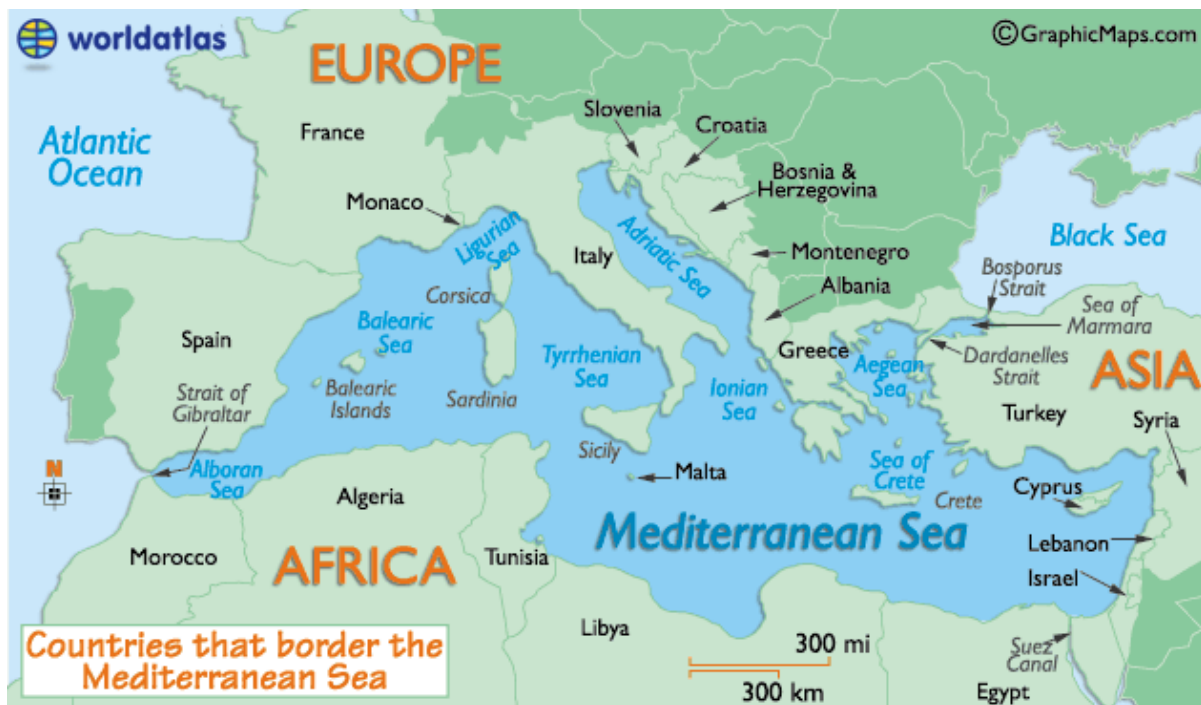 worldatlas
EUROPE
©GraphicMaps.com
Atlantic
Ocean
France
Slovenia
Croatia
Bosnia &
Herzegovina
Monaco
Ligurian
Sea
Italy
Adriatic Sea
Montenegro
Albania
Black Sea
Bosporus
Strait
Corsica
Balearic
Sea
Sea of
Marmara
Spain
Tyrrhenian
Sea
Greece
Aegean
Sea
Dardanelles
Strait
ASIA
Strait of
Gibraltar
Balearic
Islands
Sardinia
Ionian
Sea
Turkey
Syria
N
Alboran
Sea
Sicily
Malta
Sea of
Crete
Crete
Cyprus
Algeria
Mediterranean Sea
Lebanon
Morocco
AFRICA
Tunisia
Israel
Libya
300 mi
300 km
Suez
Canal
Egypt
Countries that border the
Mediterranean Sea